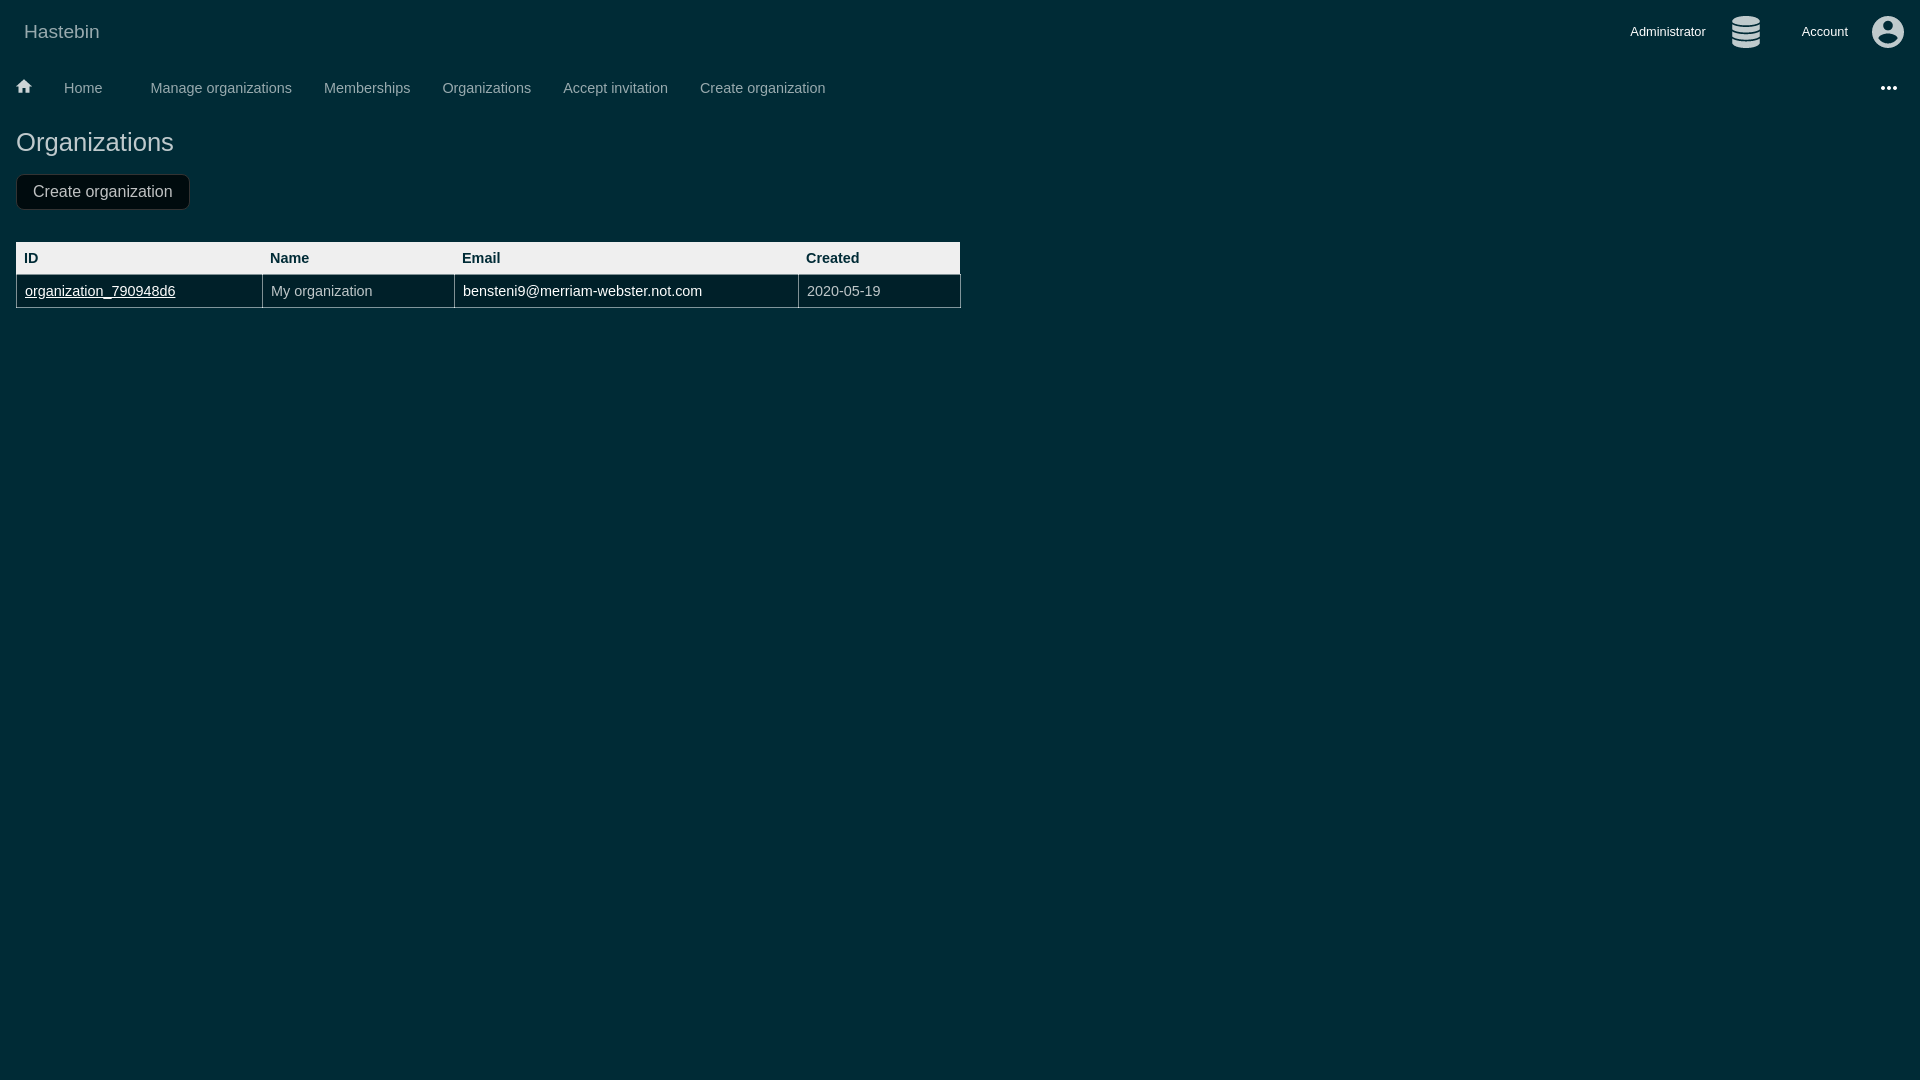 Hastebin
Administrator
Account
Home
Manage organizations
Memberships
Organizations
Accept invitation
Create organization
Organizations
Create organization
ID Name Email Created
organization_790948d6 My organization bensteni9@merriam-webster.not.com 2020-05-19